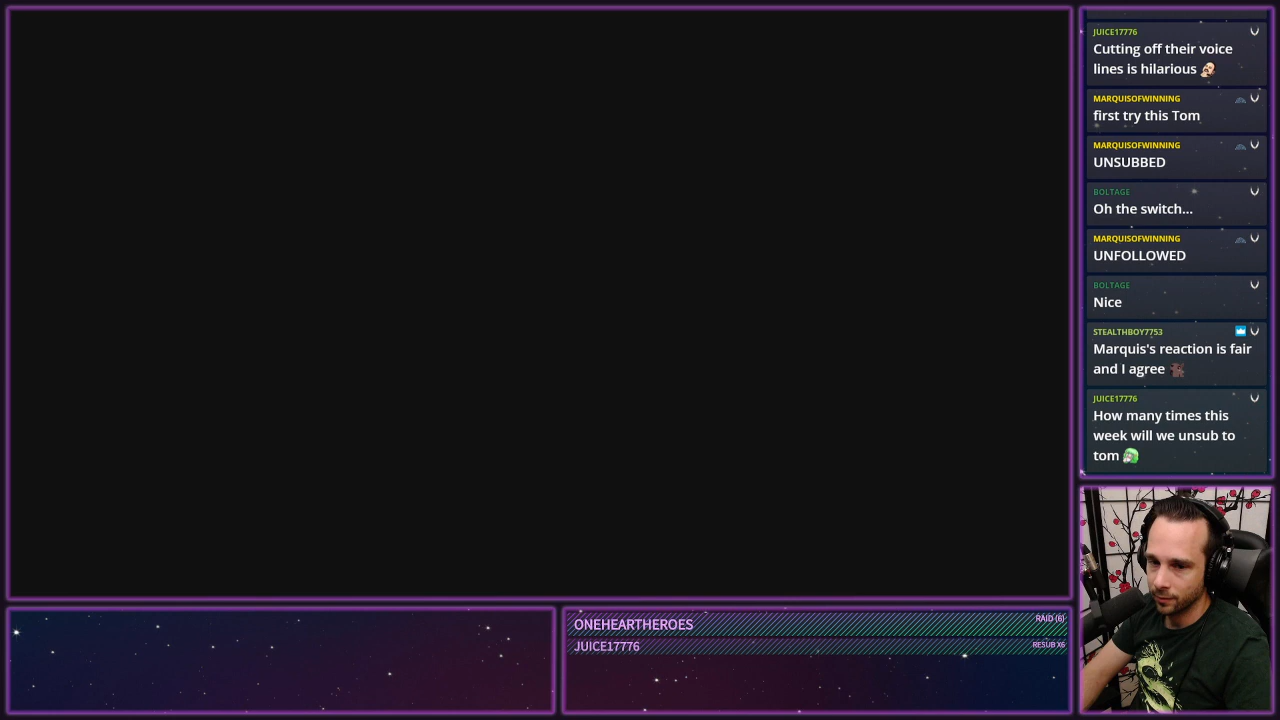 JUICE17776
Cutting off their voice
lines is hilarious
MARQUISOFWINNING
first try this Tom
MARQUISOFWINNING
UNSUBBED
BOLTAGE
Oh the switch...
MARQUISOFWINNING
UNFOLLOWED
BOLTAGE
Nice
STEALTHBOY7753
Marquis's reaction is fair
and I agree
JUICE17776
How many times this
week will we unsub to
tom
ONEHEARTHEROES RAID (6)
JUICE17776 RESUB X6